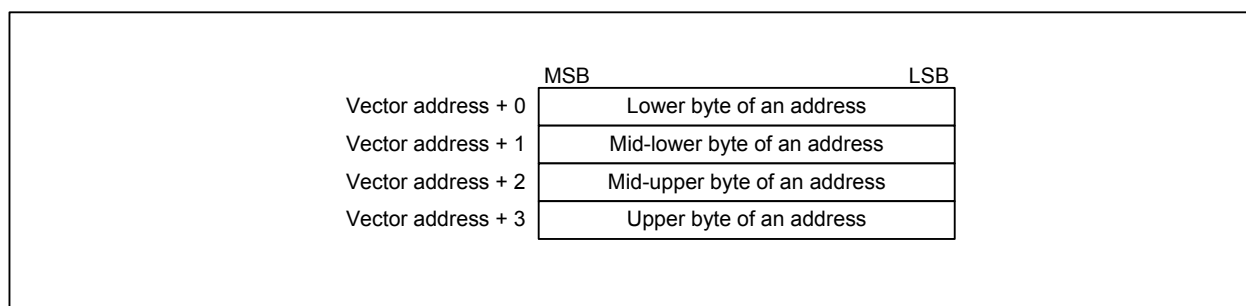 MSB LSB
Vector address + 0 Lower byte of an address
Vector address + 1 Mid-lower byte of an address
Vector address + 2 Mid-upper byte of an address
Vector address + 3 Upper byte of an address